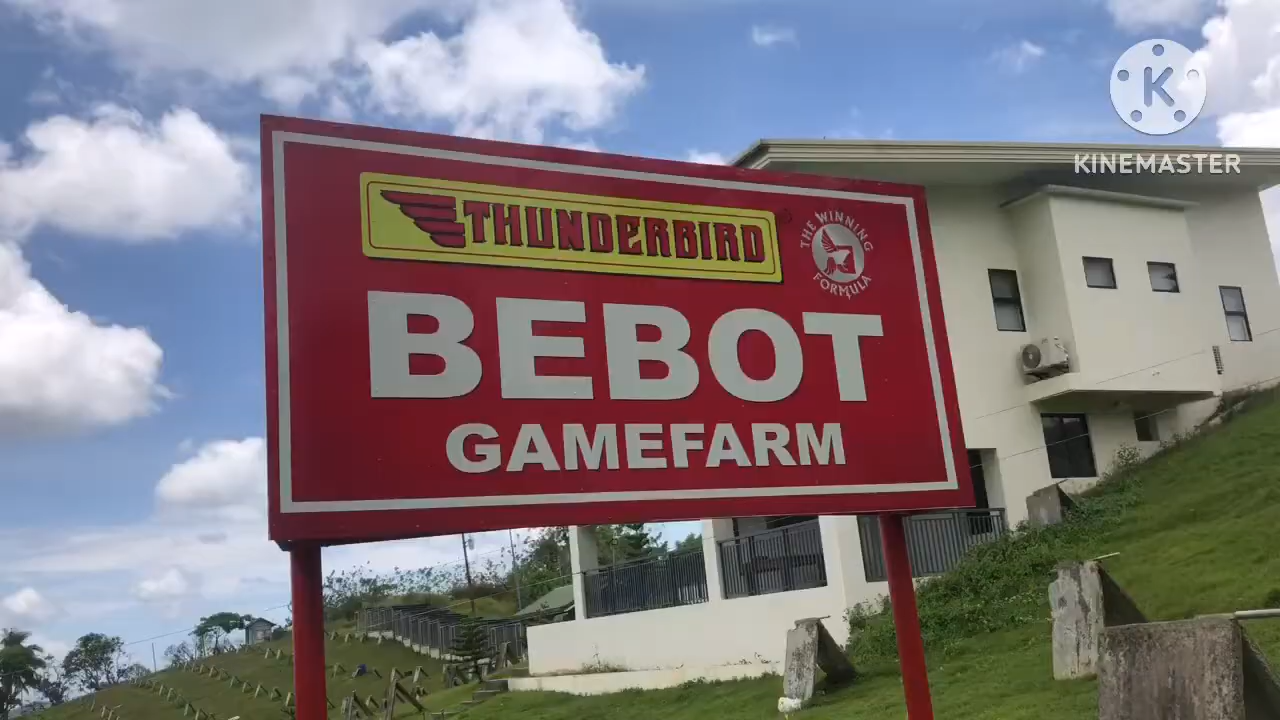 THUNDERBIRD
THE WINNING
FORMULA
BEBOT
GAMEFARM
K
KINEMASTER